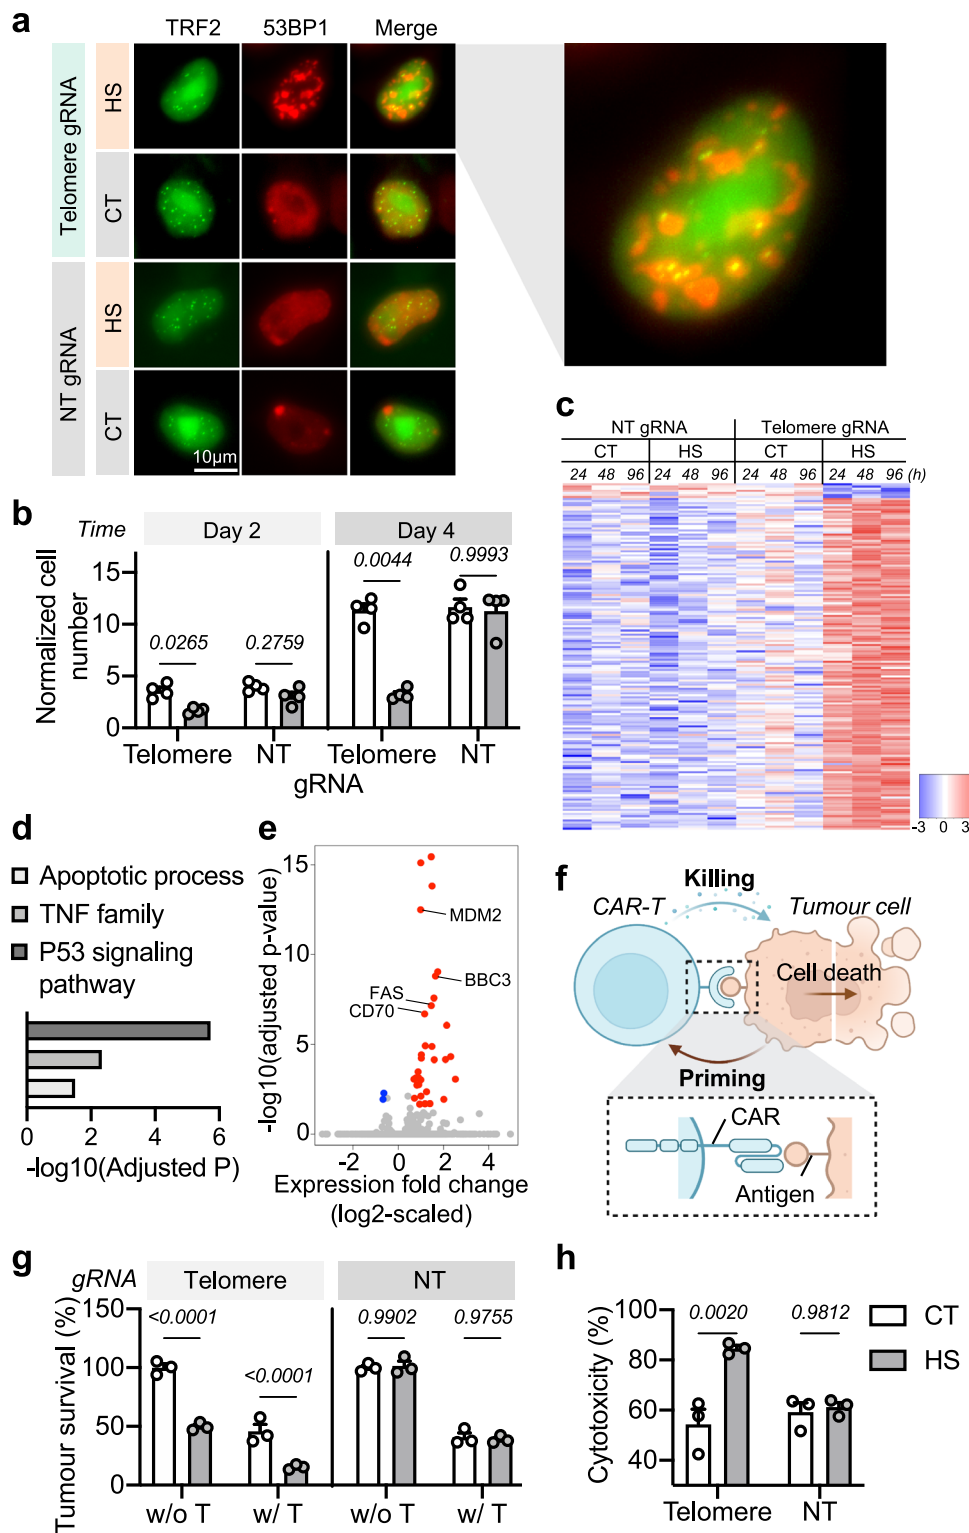 a
TRF2 53BP1 Merge
Telomere gRNA
HS
CT
NT gRNA
HS
CT
10µm
b
Time Day 2 Day 4
Normalized cell
number
15
10
5
0
0.0265 0.2759 0.0044 0.9993
Telomere NT Telomere NT
gRNA
c
NT gRNA Telomere gRNA
CT HS CT HS
24 48 96 24 48 96 24 48 96 24 48 96 (h)
-3 0 3
d
Apoptotic process
TNF family
P53 signaling
pathway
0 2 4 6
-log10(Adjusted P)
e
-log10(adjusted p-value)
15
10
5
0
MDM2
BBC3
FAS
CD70
-2 0 2 4
Expression fold change
(log2-scaled)
f
Killing
CAR-T Tumour cell
Cell death
Priming
CAR
Antigen
g
gRNA Telomere NT
Tumour survival (%)
150
100
50
0
<0.0001 <0.0001 0.9902 0.9755
w/o T w/ T w/o T w/ T
h
Cytotoxicity (%)
100
80
60
40
0.0020 0.9812
Telomere NT
CT
HS